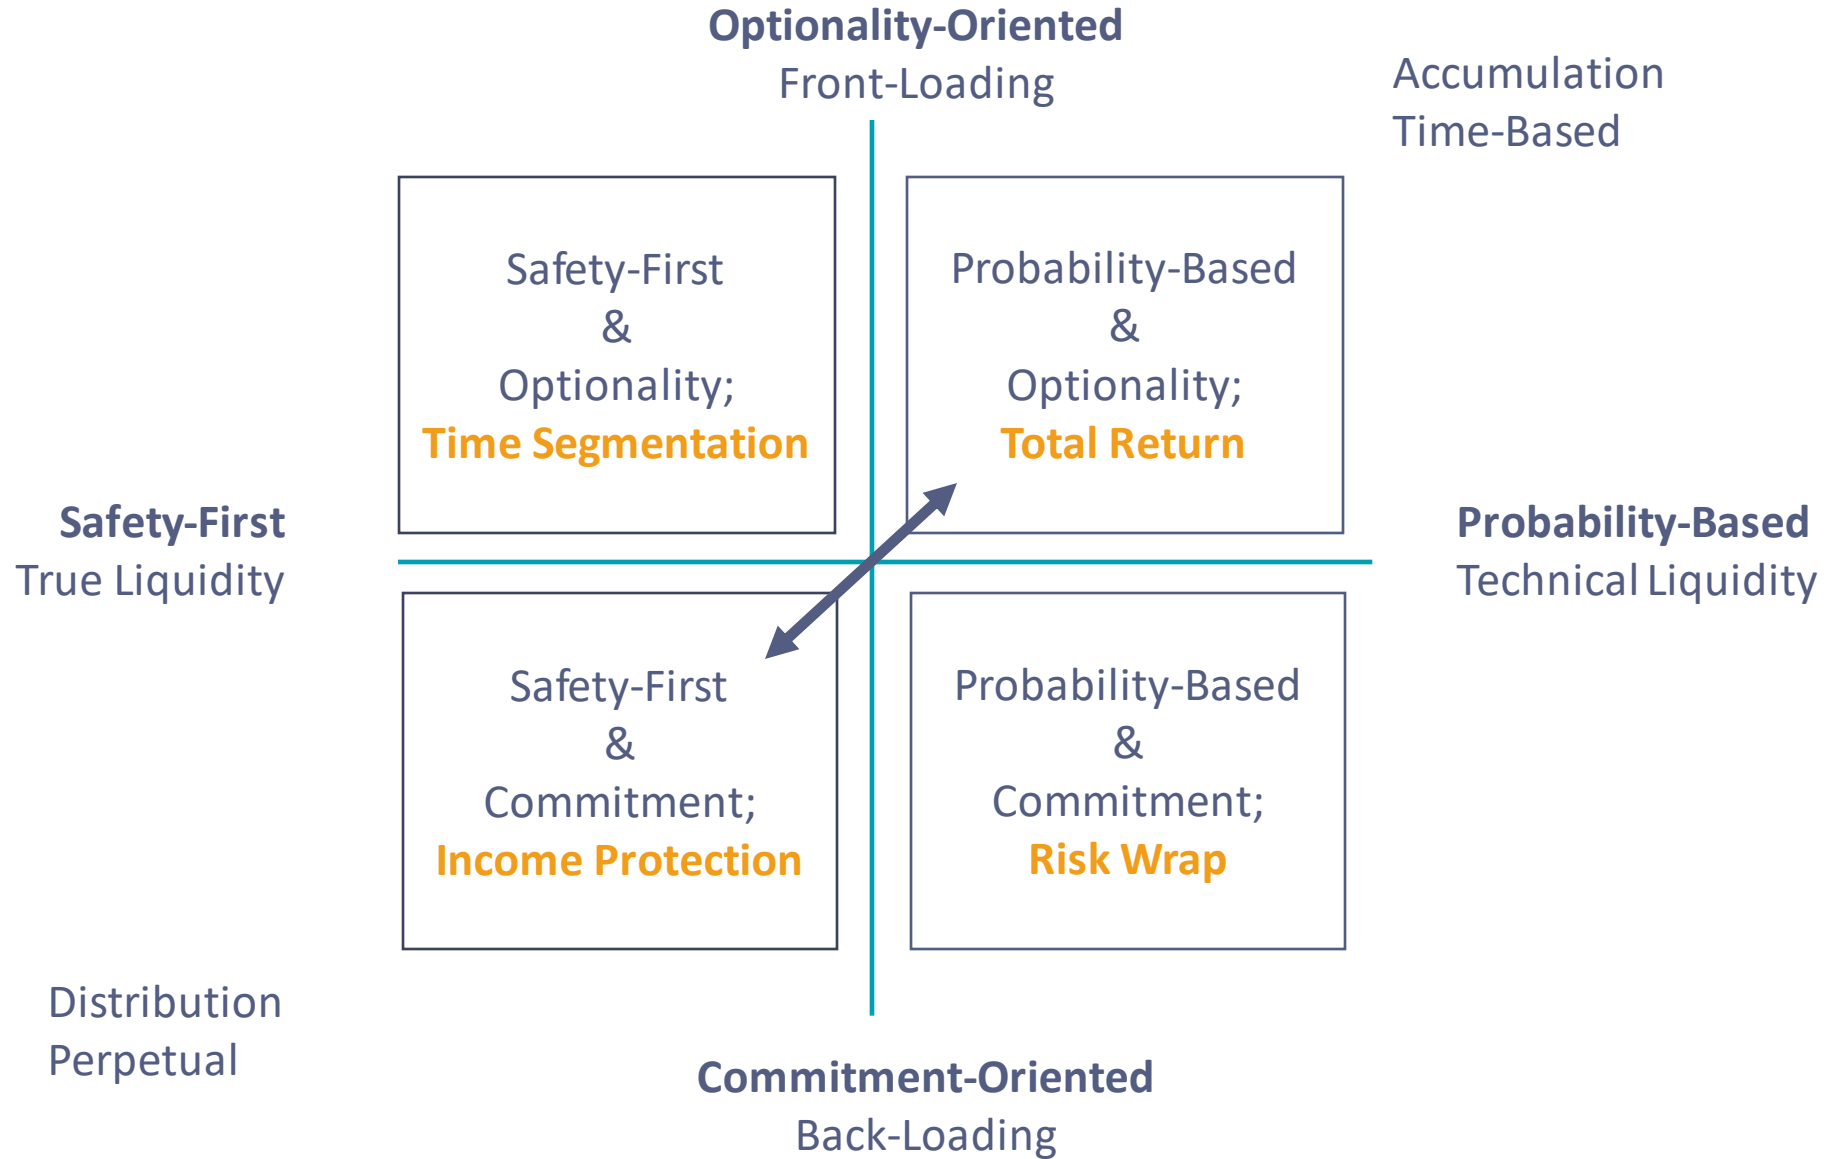 Optionality-Oriented
Front-Loading
Accumulation
Time-Based
Safety-First
&
Optionality;
Time Segmentation
Probability-Based
&
Optionality;
Total Return
Safety-First
True Liquidity
Probability-Based
Technical Liquidity
Safety-First
&
Commitment;
Income Protection
Probability-Based
&
Commitment;
Risk Wrap
Distribution
Perpetual
Commitment-Oriented
Back-Loading